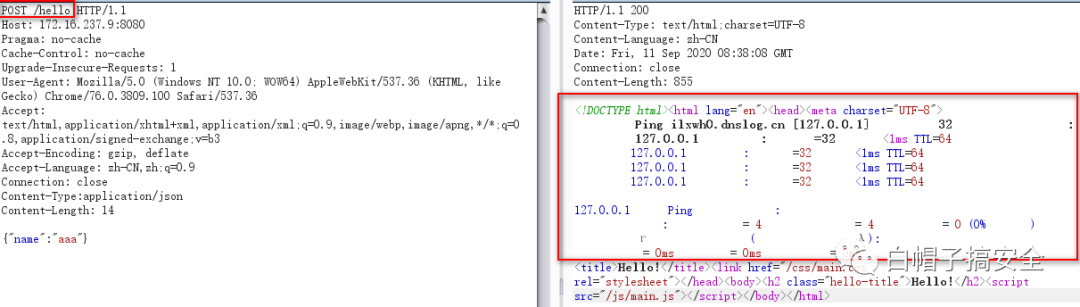 POST /hello HTTP/1.1
Host: 172.16.237.9:8080
Pragma: no-cache
Cache-Control: no-cache
Upgrade-Insecure-Requests: 1
User-Agent: Mozilla/5.0 (Windows NT 10.0; WOW64) AppleWebKit/537.36 (KHTML, like
Gecko) Chrome/76.0.3809.100 Safari/537.36
Accept:
text/html,application/xhtml+xml,application/xml;q=0.9,image/webp,image/apng,*/*;q=0
.8,application/signed-exchange;v=b3
Accept-Encoding: gzip, deflate
Accept-Language: zh-CN,zh;q=0.9
Connection: close
Content-Type:application/json
Content-Length: 14
{"name":"aaa"}
HTTP/1.1 200
Content-Type: text/html;charset=UTF-8
Content-Language: zh-CN
Date: Fri, 11 Sep 2020 08:38:08 GMT
Connection: close
Content-Length: 855
<!DOCTYPE html><html lang="en"><head><meta charset="UTF-8">
Ping ilxwh0.dnslog.cn [127.0.0.1] 32 :
127.0.0.1 : =32 <1ms TTL=64
127.0.0.1 : =32 <1ms TTL=64
127.0.0.1 : =32 <1ms TTL=64
127.0.0.1 : =32 <1ms TTL=64
127.0.0.1 Ping :
: = 4 = 4 = 0 (0% )
( ):
= 0ms = 0ms =
<title>Hello!</title><link href="/css/main.
rel="stylesheet"></head><body><h2 class="hello-title">Hello!</h2><script
src="/js/main.js"></script></body></html>
白帽子搞安全